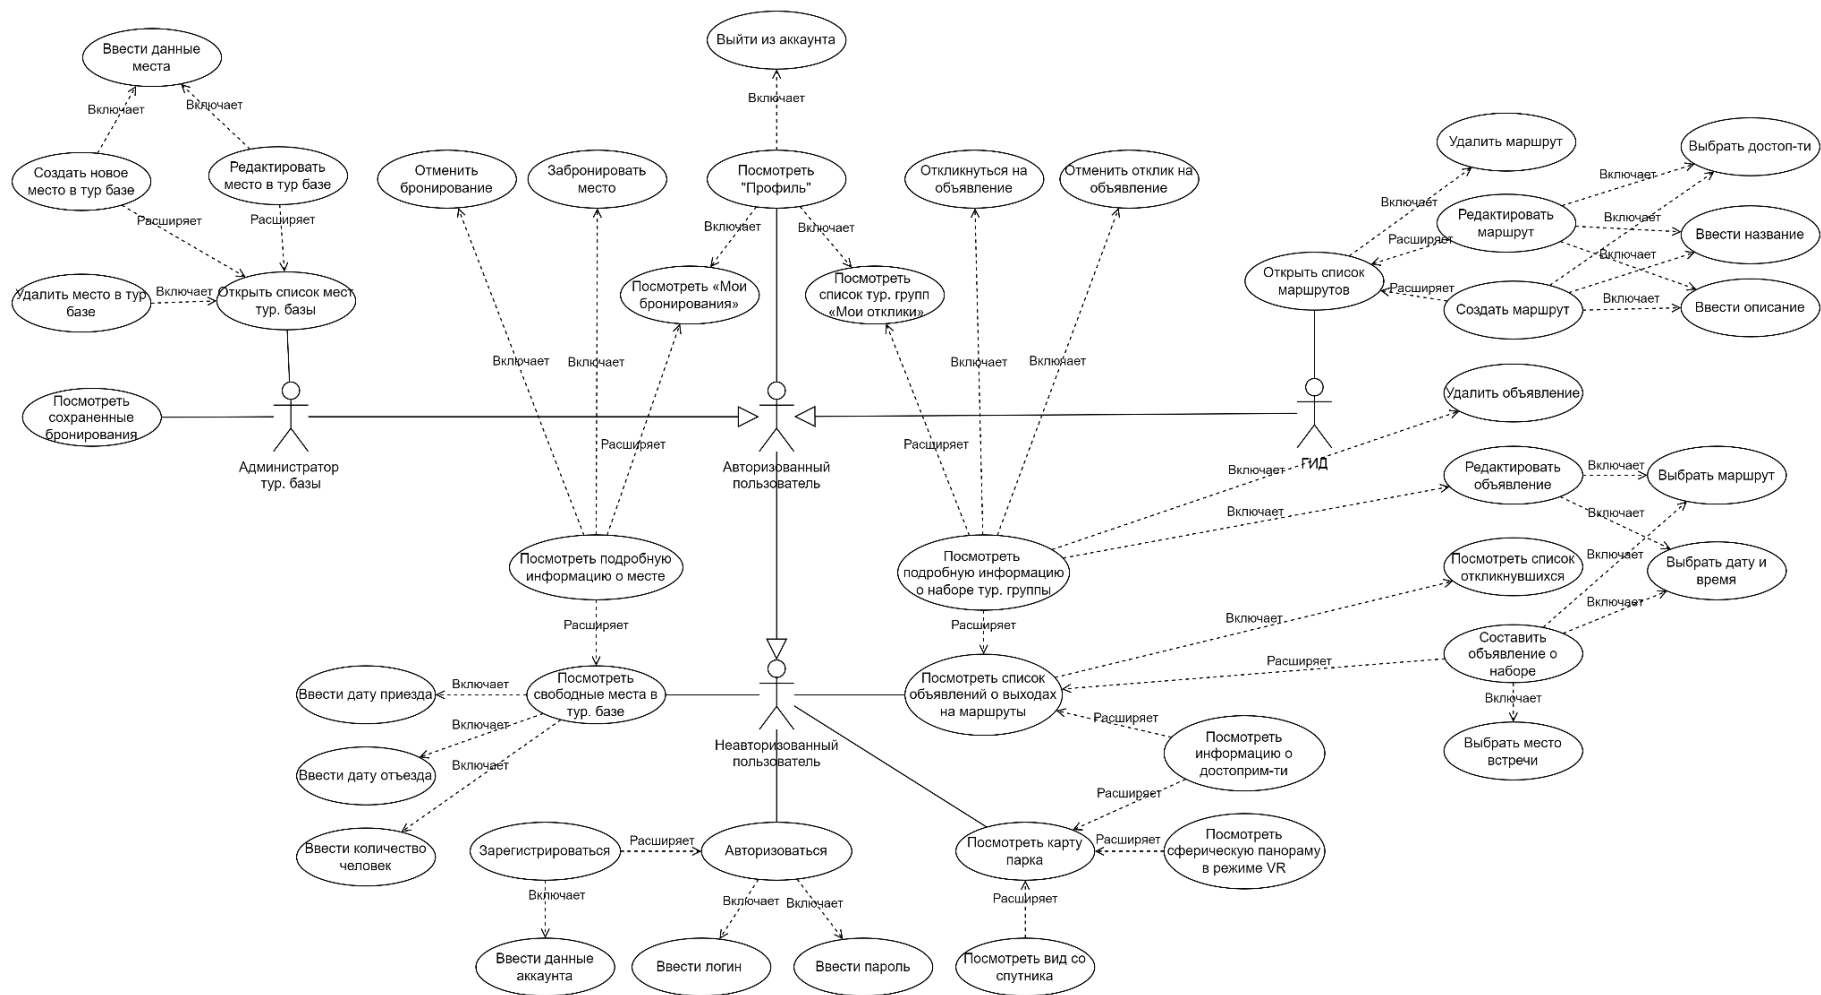 Выйти из аккаунта
Ввести данные
места
Включает
Включает
Включает
Создать новое
место в тур базе
Редактировать
место в тур базе
Расширяет
Расширяет
Удалить место в тур
базе
Включает
Открыть список мест
тур. базы
Посмотреть
сохраненные
бронирования
Администратор
тур. базы
Отменить
бронирование
Забронировать
место
Посмотреть
"Профиль"
Включает
Включает
Посмотреть «Мои
бронирования»
Посмотреть
список тур. групп
«Мои отклики»
Откликнуться на
объявление
Отменить отклик на
объявление
Включает
Включает
Расширяет
Включает
Включает
Расширяет
Авторизованный
пользователь
Удалить маршрут
Выбрать достоп-ти
Включает
Включает
Редактировать
маршрут
Включает
Ввести название
Расширяет
Включает
Открыть список
маршрутов
Расширяет
Создать маршрут
Включает
Ввести описание
ГИД
Удалить объявление
Включает
Редактировать
объявление
Включает
Выбрать маршрут
Включает
Включает
Посмотреть список
откликнувшихся
Включает
Выбрать дату и
время
Включает
Включает
Составить
объявление о
наборе
Расширяет
Включает
Выбрать место
встречи
Посмотреть подробную
информацию о месте
Расширяет
Посмотреть
подробную информацию
о наборе тур. группы
Расширяет
Ввести дату приезда
Включает
Посмотреть
свободные места в
тур. базе
Включает
Ввести дату отъезда
Включает
Ввести количество
человек
Неавторизованный
пользователь
Посмотреть список
объявлений о выходах
на маршруты
Расширяет
Посмотреть
информацию о
достоприм-ти
Расширяет
Зарегистрироваться
Расширяет
Авторизоваться
Посмотреть карту
парка
Расширяет
Посмотреть
сферическую панораму
в режиме VR
Включает
Включает
Включает
Расширяет
Ввести данные
аккаунта
Ввести логин
Ввести пароль
Посмотреть вид со
спутника